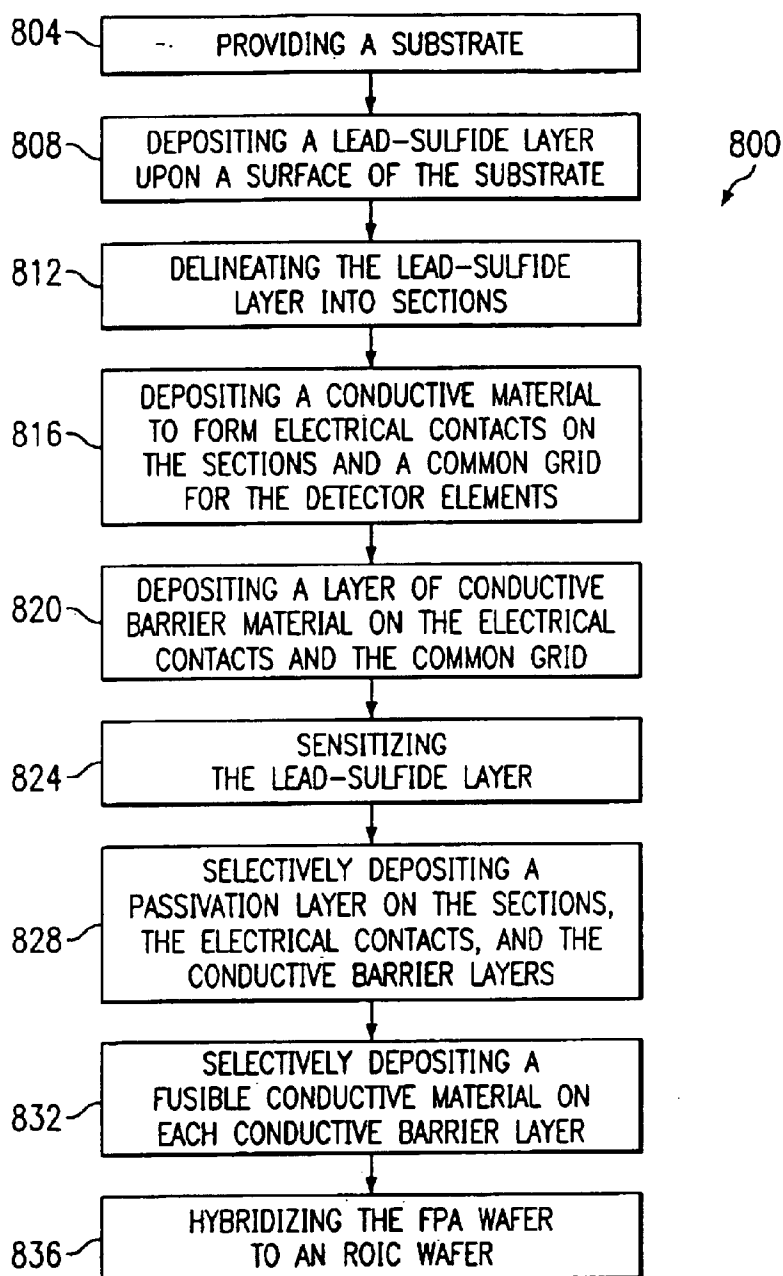 800
804
PROVIDING A SUBSTRATE
808
DEPOSITING A LEAD-SULFIDE LAYER
UPON A SURFACE OF THE SUBSTRATE
812
DELINEATING THE LEAD-SULFIDE
LAYER INTO SECTIONS
816
DEPOSITING A CONDUCTIVE MATERIAL
TO FORM ELECTRICAL CONTACTS ON
THE SECTIONS AND A COMMON GRID
FOR THE DETECTOR ELEMENTS
820
DEPOSITING A LAYER OF CONDUCTIVE
BARRIER MATERIAL ON THE ELECTRICAL
CONTACTS AND THE COMMON GRID
824
SENSITIZING
THE LEAD-SULFIDE LAYER
828
SELECTIVELY DEPOSITING A
PASSIVATION LAYER ON THE SECTIONS,
THE ELECTRICAL CONTACTS, AND THE
CONDUCTIVE BARRIER LAYERS
832
SELECTIVELY DEPOSITING A
FUSIBLE CONDUCTIVE MATERIAL ON
EACH CONDUCTIVE BARRIER LAYER
836
HYBRIDIZING THE FPA WAFER
TO AN ROIC WAFER